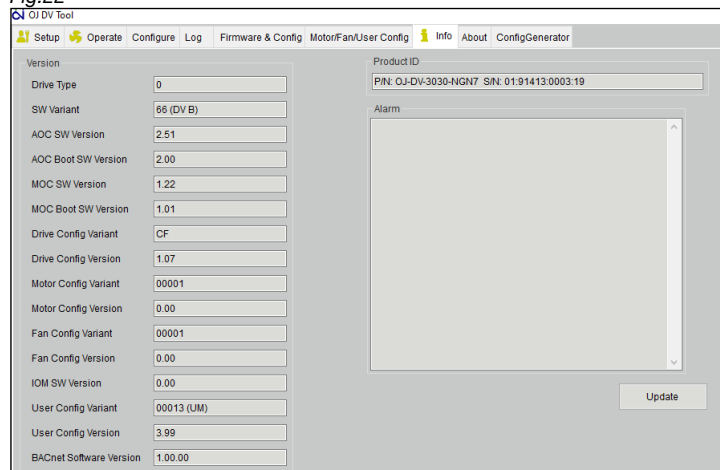 Fig.22
OJ DV Tool
Setup Operate Configure Log Firmware & Config Motor/Fan/User Config Info About ConfigGenerator
Version
Drive Type 0
SW Variant 66 (DV B)
AOC SW Version 2.51
AOC Boot SW Version 2.00
MOC SW Version 1.22
MOC Boot SW Version 1.01
Drive Config Variant CF
Drive Config Version 1.07
Motor Config Variant 00001
Motor Config Version 0.00
Fan Config Variant 00001
Fan Config Version 0.00
IOM SW Version 0.00
User Config Variant 00013 (UM)
User Config Version 3.99
BACnet Software Version 1.00.00
Product ID
P/N: OJ-DV-3030-NGN7 S/N: 01:91413:0003:19
Alarm
Update